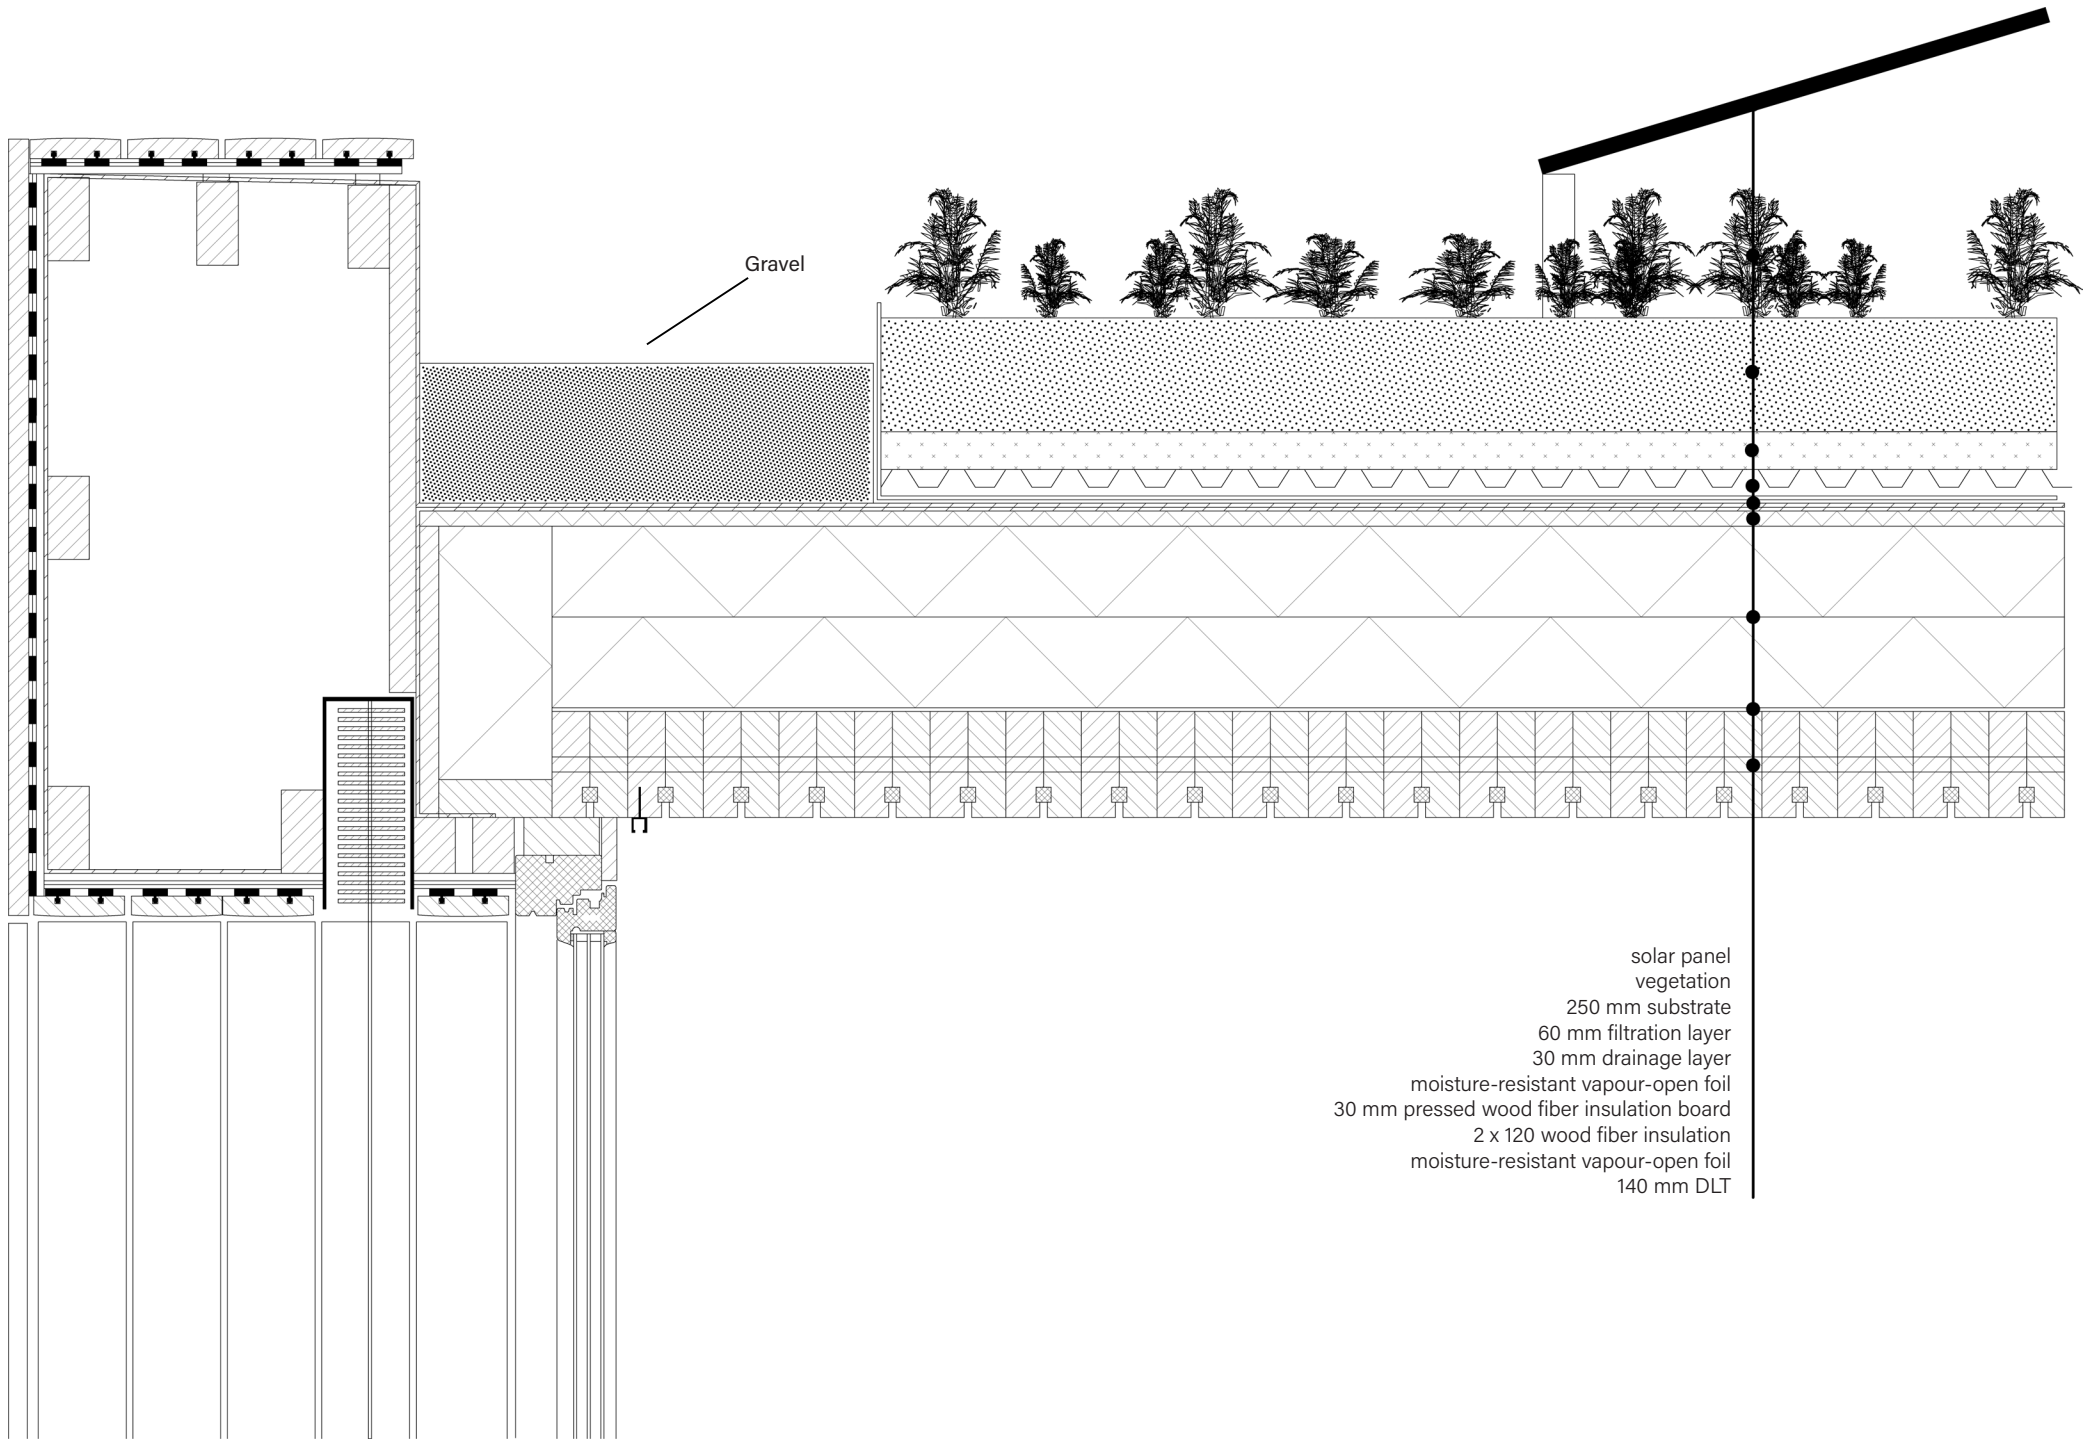 Gravel
solar panel
vegetation
250 mm substrate
60 mm filtration layer
30 mm drainage layer
moisture-resistant vapour-open foil
30 mm pressed wood fiber insulation board
2 x 120 wood fiber insulation
moisture-resistant vapour-open foil
140 mm DLT